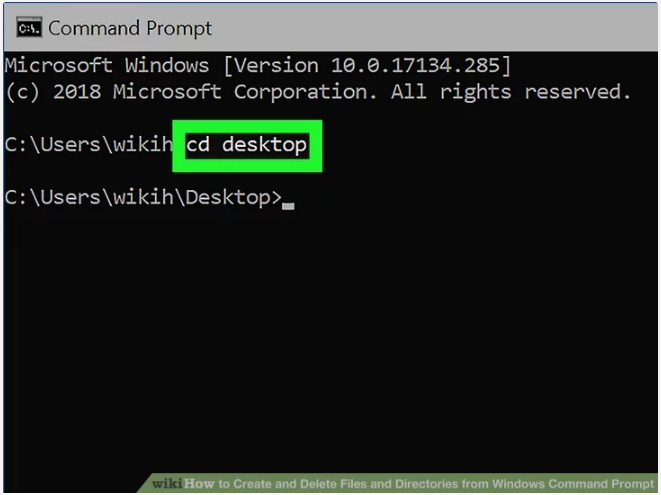 Command Prompt
Microsoft Windows [Version 10.0.17134.285]
(c) 2018 Microsoft Corporation. All rights reserved.
C:\Users\wikih cd desktop
C:\Users\wikih\Desktop>_
wikiHow to Create and Delete Files and Directories from Windows Command Prompt